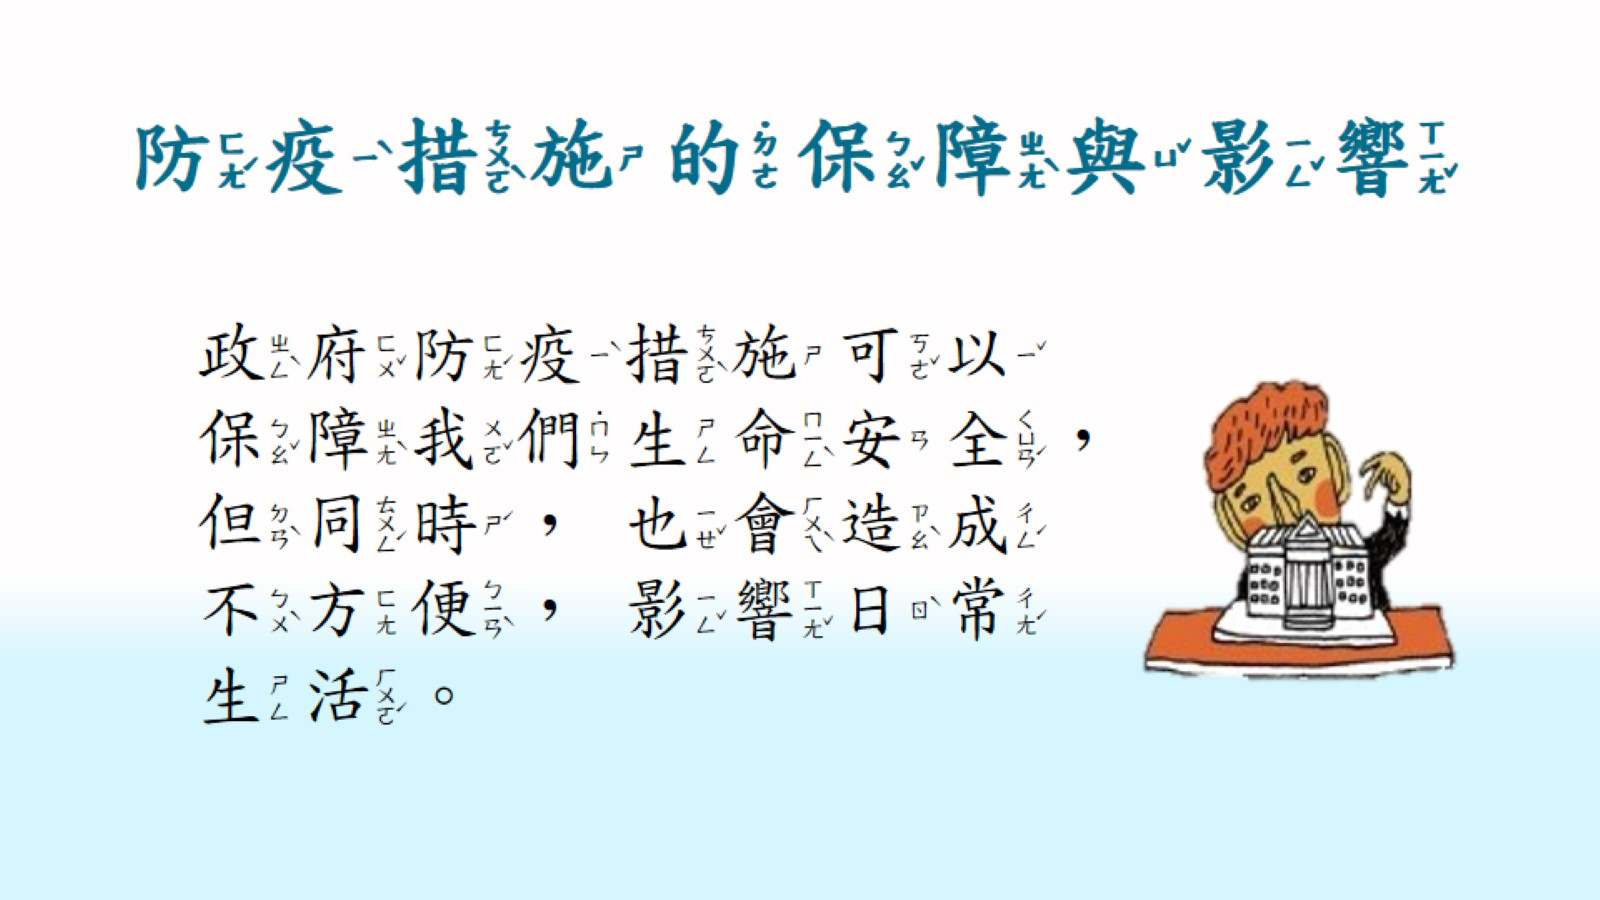 防疫措施的保障與影響
政府防疫措施可以
保障我們生命安全，
但同時，也會造成
不方便，影響日常
生活。